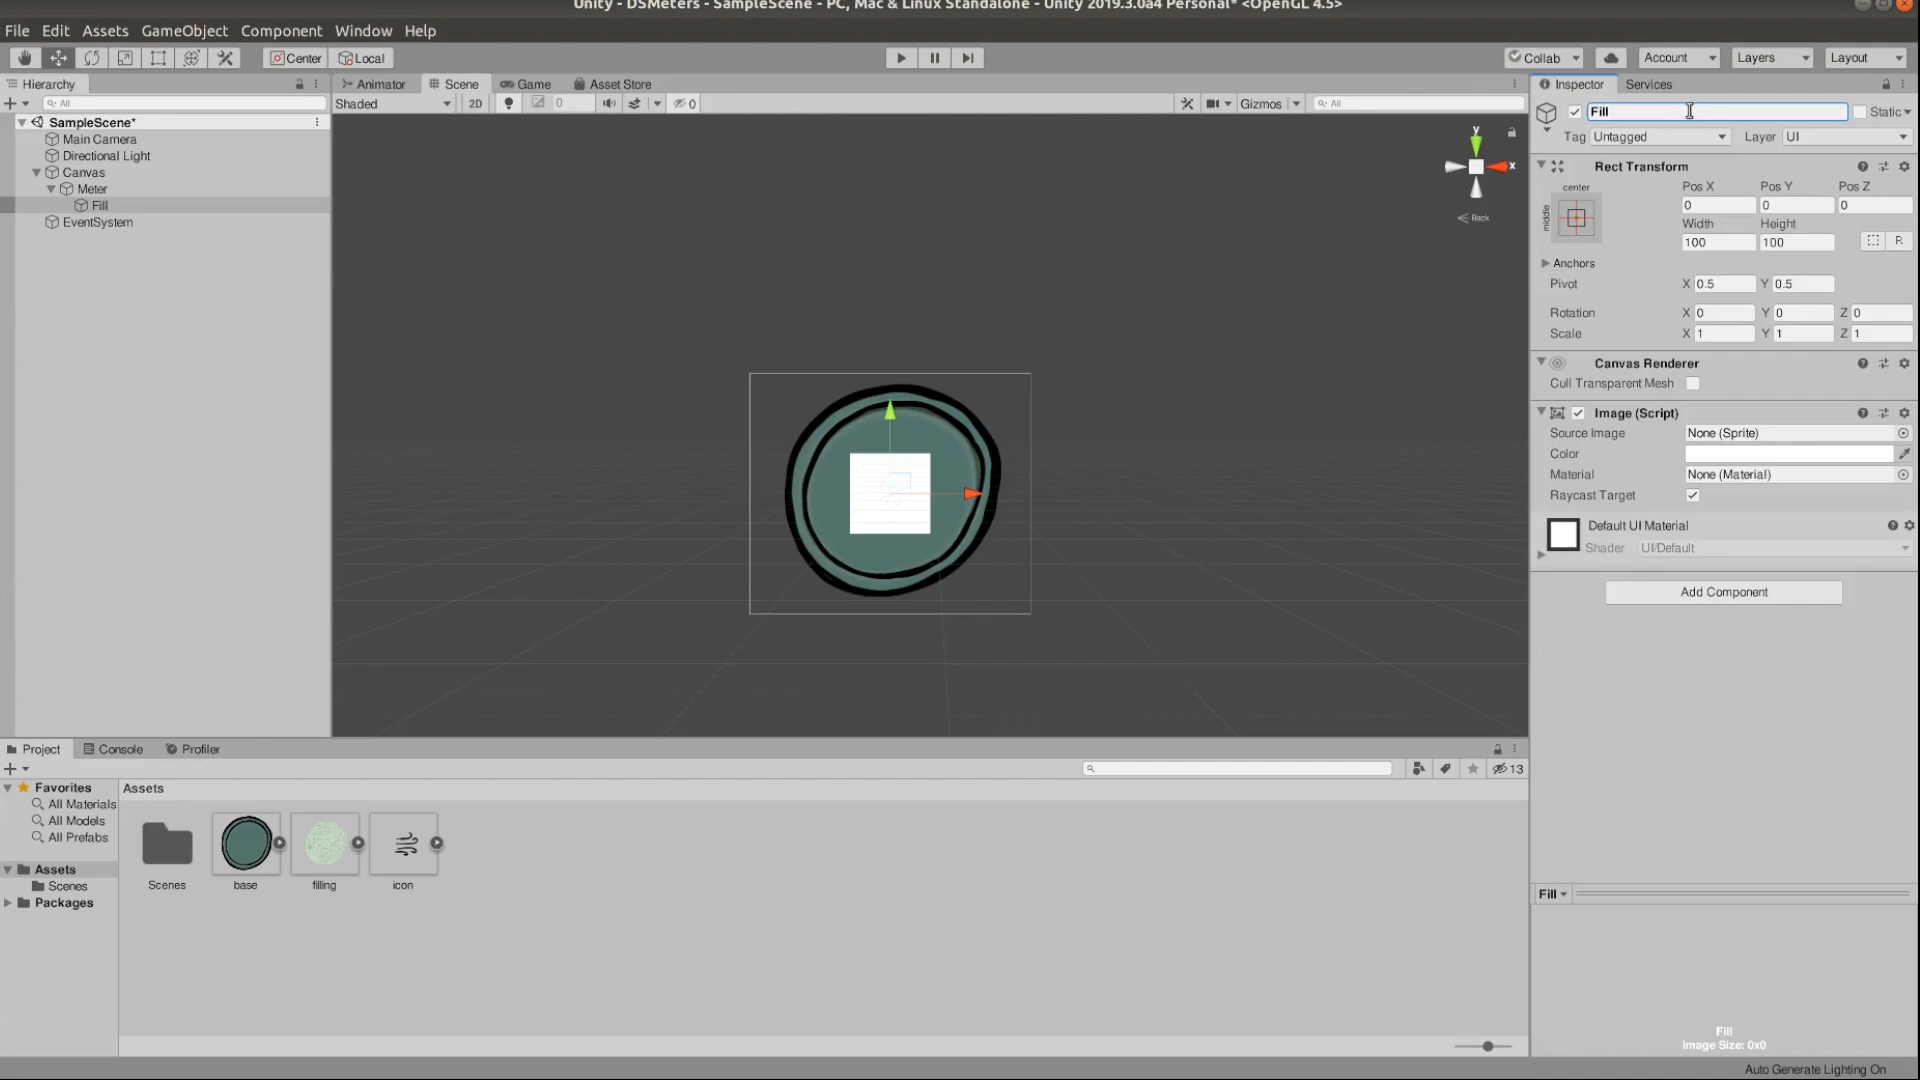 Unity - DSMeters - SampleScene - PC, Mac & Linux Standalone - Unity 2019.3.0a4 Personal* <OpenGL 4.5>
File Edit Assets GameObject Component Window Help
Center Local Collab Account Layers Layout
Hierarchy
All
SampleScene*
Main Camera
Directional Light
Canvas
Meter
Fill
EventSystem
Animator Scene Game Asset Store
Shaded 2D 0 0 Gizmos All
y
x
Back
Inspector Services
Fill Static
Tag Untagged Layer UI
Rect Transform
center
middle
Pos X Pos Y Pos Z
0 0 0
Width Height
100 100 R
Anchors
Pivot X 0.5 Y 0.5
Rotation X 0 Y 0 Z 0
Scale X 1 Y 1 Z 1
Canvas Renderer
Cull Transparent Mesh
Image (Script)
Source Image None (Sprite)
Color
Material None (Material)
Raycast Target
Default UI Material
Shader UI/Default
Add Component
Project Console Profiler
13
Favorites
All Materials
All Models
All Prefabs
Assets
Scenes
Packages
Assets
Scenes base filling icon
Fill
Fill
Image Size: 0x0
Auto Generate Lighting On